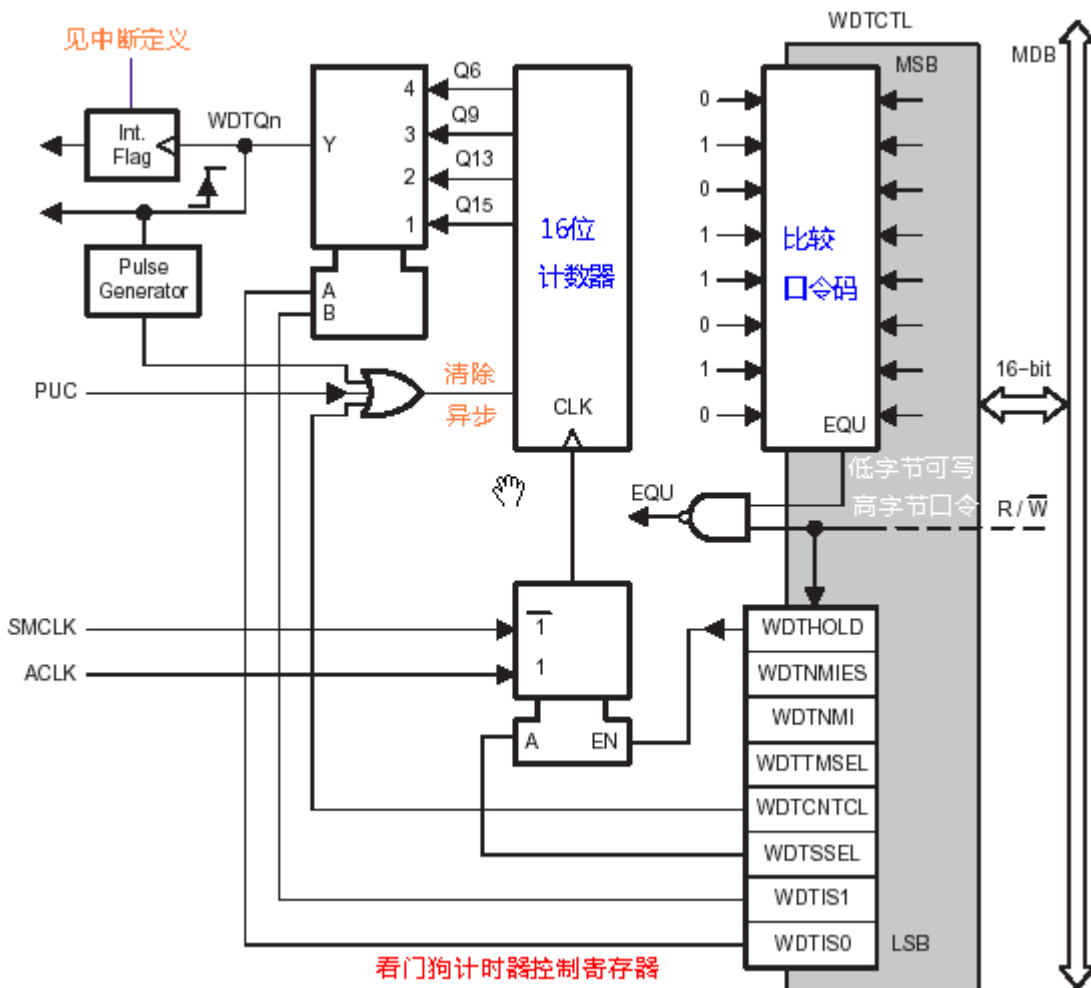 见中断定义
Int.
Flag
WDTQn
Y
4
3
2
1
Q6
Q9
Q13
Q15
Pulse
Generator
A
B
PUC
清除
异步
16位
计数器
CLK
SMCLK
ACLK
1
1
A
EN
WDTCTL
MSB
MDB
0
1
0
1
1
0
1
0
比较
口令码
EQU
16-bit
低字节可写
高字节口令
EQU
R / W
WDTHOLD
WDTNMIES
WDTNMI
WDTTMSEL
WDTCNTCL
WDTSSEL
WDTIS1
WDTIS0
LSB
看门狗计时器控制寄存器